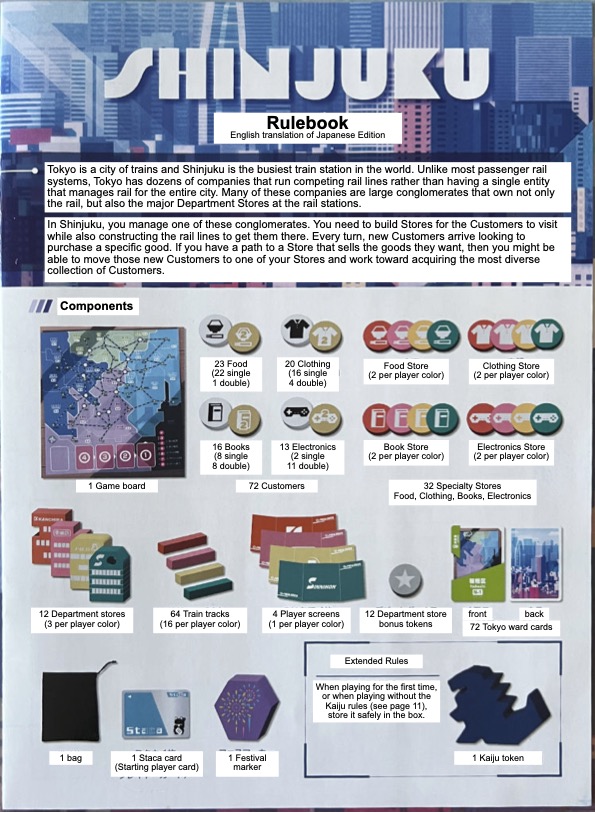 SHINJUKU
Rulebook
English translation of Japanese Edition
Tokyo is a city of trains and Shinjuku is the busiest train station in the world. Unlike most passenger rail
systems, Tokyo has dozens of companies that run competing rail lines rather than having a single entity
that manages rail for the entire city. Many of these companies are large conglomerates that own not only
the rail, but also the major Department Stores at the rail stations.
In Shinjuku, you manage one of these conglomerates. You need to build Stores for the Customers to visit
while also constructing the rail lines to get them there. Every turn, new Customers arrive looking to
purchase a specific good. If you have a path to a Store that sells the goods they want, then you might be
able to move those new Customers to one of your Stores and work toward acquiring the most diverse
collection of Customers.
Components
23 Food
(22 single
1 double)
20 Clothing
(16 single
4 double)
Food Store
(2 per player color)
Clothing Store
(2 per player color)
4 3 2 1
16 Books
(8 single
8 double)
13 Electronics
(2 single
11 double)
Book Store
(2 per player color)
Electronics Store
(2 per player color)
1 Game board
72 Customers
32 Specialty Stores
Food, Clothing, Books, Electronics
12 Department stores
(3 per player color)
64 Train tracks
(16 per player color)
4 Player screens
(1 per player color)
12 Department store
bonus tokens
front
back
72 Tokyo ward cards
Staca
1 bag
1 Staca card
(Starting player card)
1 Festival
marker
Extended Rules
When playing for the first time,
or when playing without the
Kaiju rules (see page 11),
store it safely in the box.
1 Kaiju token